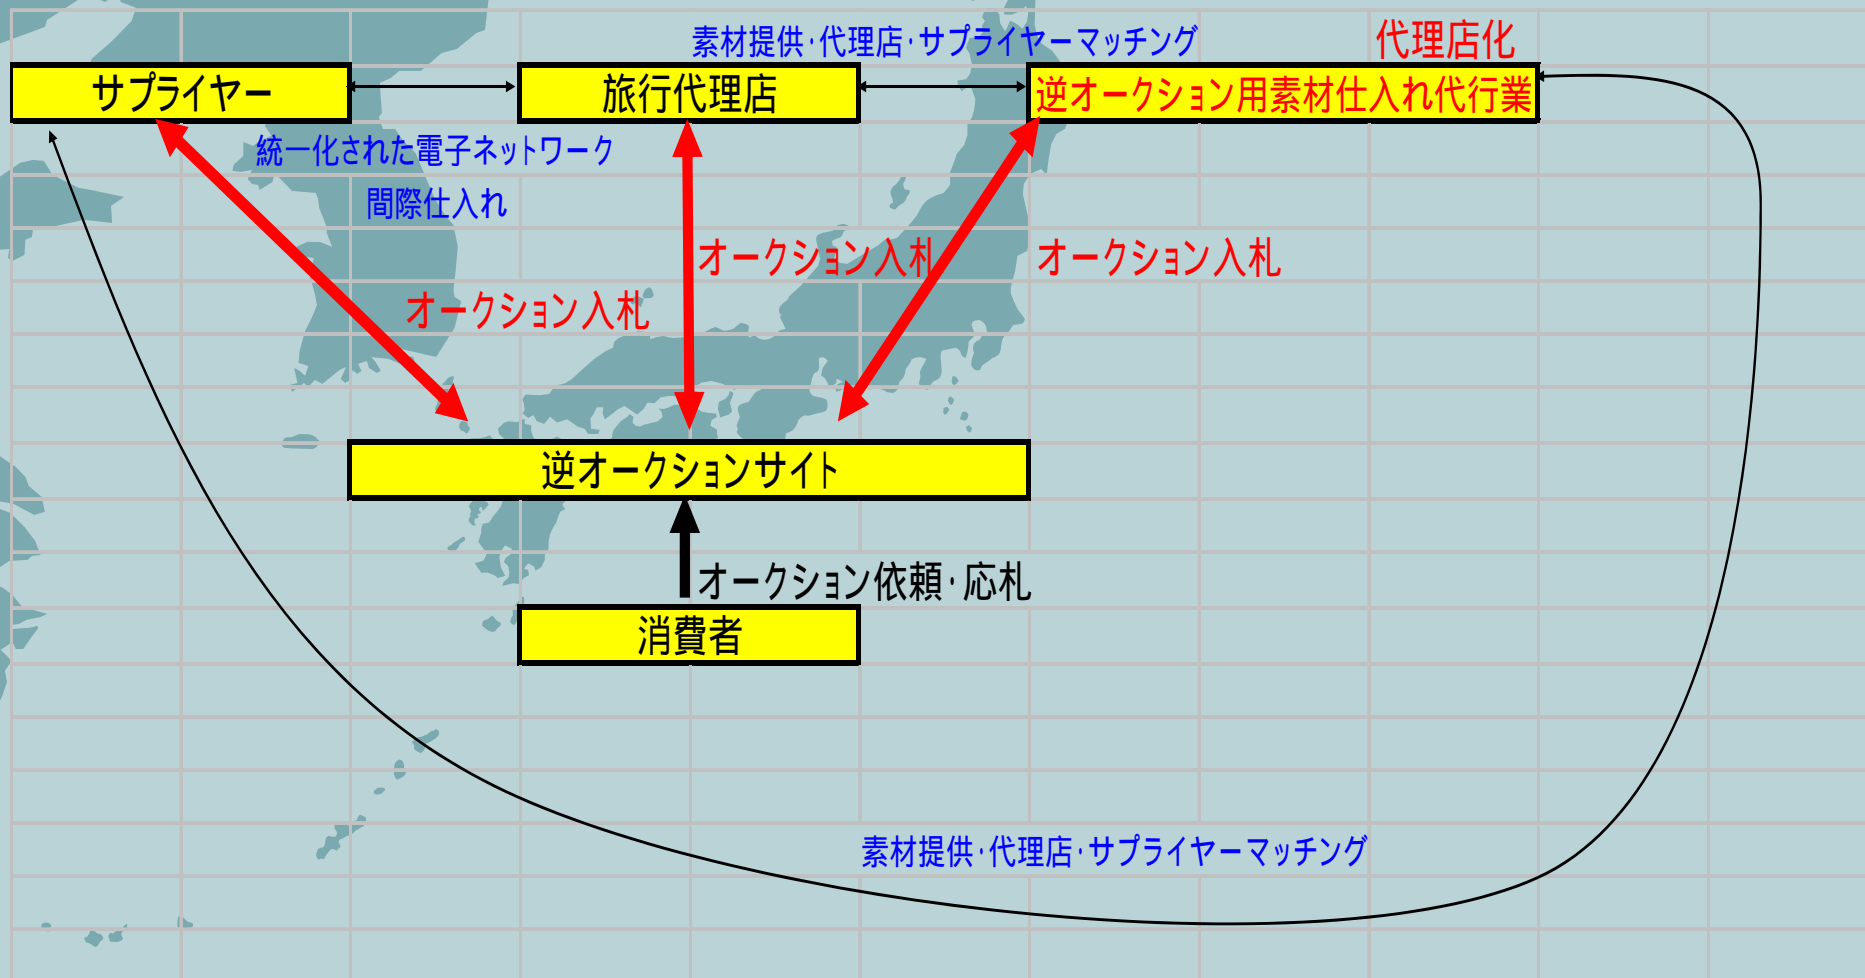 素材提供・代理店・サプライヤーマッチング
代理店化
サプライヤー
旅行代理店
逆オークション用素材仕入れ代行業
統一化された電子ネットワーク
間際仕入れ
オークション入札
オークション入札
オークション入札
逆オークションサイト
オークション依頼・応札
消費者
素材提供・代理店・サプライヤーマッチング